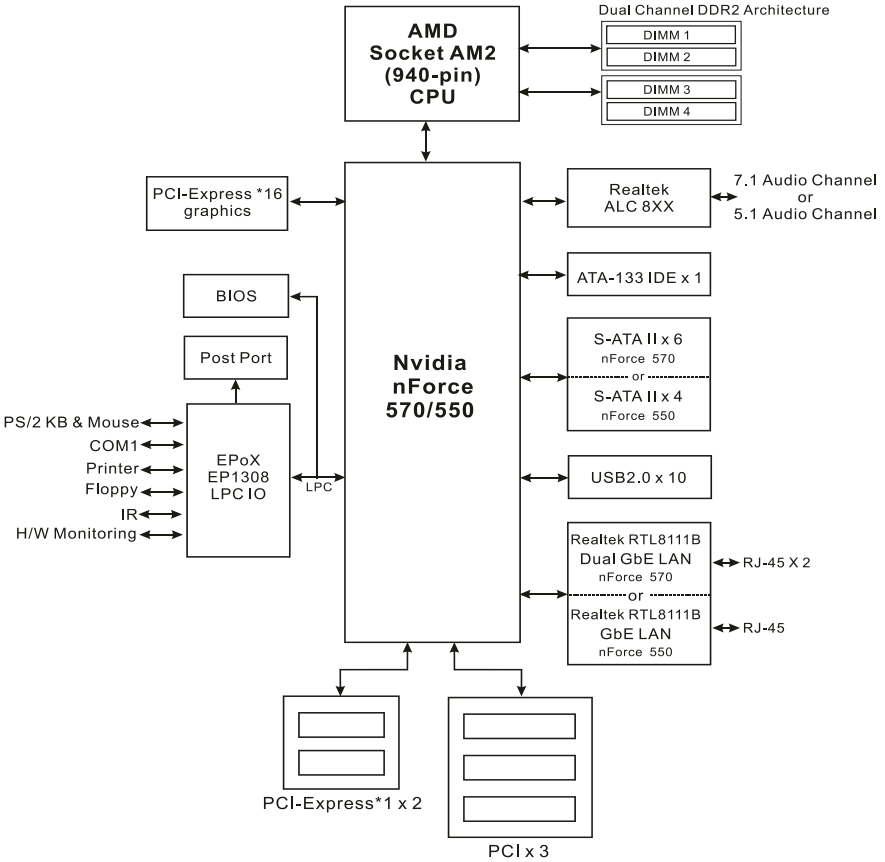 Dual Channel DDR2 Architecture
AMD
Socket AM2
(940-pin)
CPU
DIMM 1
DIMM 2
DIMM 3
DIMM 4
PCI-Express *16
graphics
Realtek
ALC 8XX
7.1 Audio Channel
or
5.1 Audio Channel
BIOS
ATA-133 IDE x 1
Post Port
Nvidia
nForce
570/550
S-ATA II x 6
nForce 570
or
S-ATA II x 4
nForce 550
PS/2 KB & Mouse
COM1
Printer
Floppy
IR
H/W Monitoring
EPoX
EP1308
LPC IO
LPC
USB2.0 x 10
Realtek RTL8111B
Dual GbE LAN
nForce 570
or
Realtek RTL8111B
GbE LAN
nForce 550
RJ-45 X 2
RJ-45
PCI-Express*1 x 2
PCI x 3